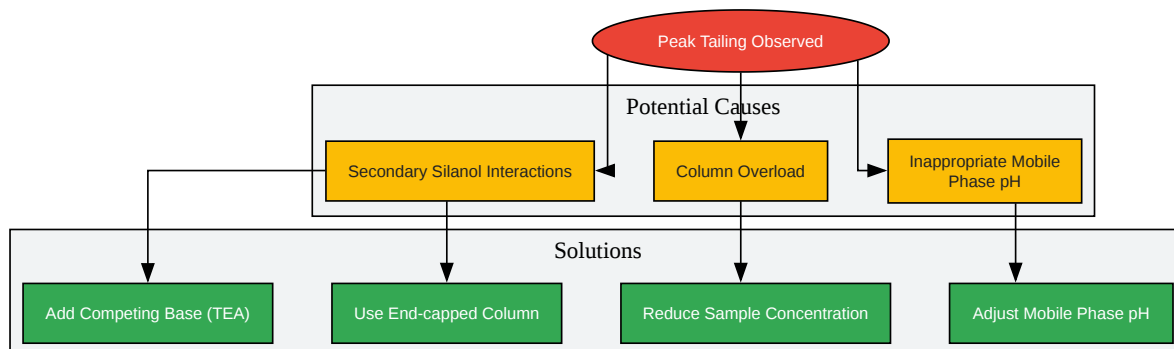 Peak Tailing Observed
Potential Causes
Secondary Silanol Interactions
Column Overload
Inappropriate Mobile
Phase pH
Solutions
Add Competing Base (TEA)
Use End-capped Column
Reduce Sample Concentration
Adjust Mobile Phase pH